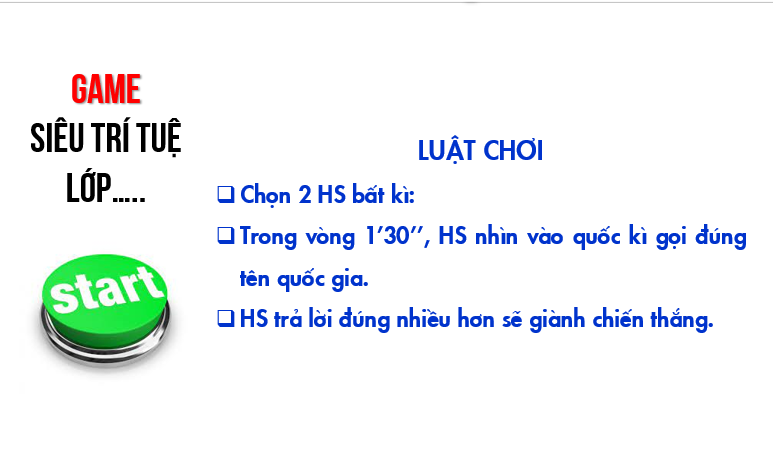 GAME
SIÊU TRÍ TUỆ
LỚP.....
start
LUẬT CHƠI
❑ Chọn 2 HS bất kì:
❑ Trong vòng 1’30’’, HS nhìn vào quốc kì gọi đúng
tên quốc gia.
❑ HS trả lời đúng nhiều hơn sẽ giành chiến thắng.